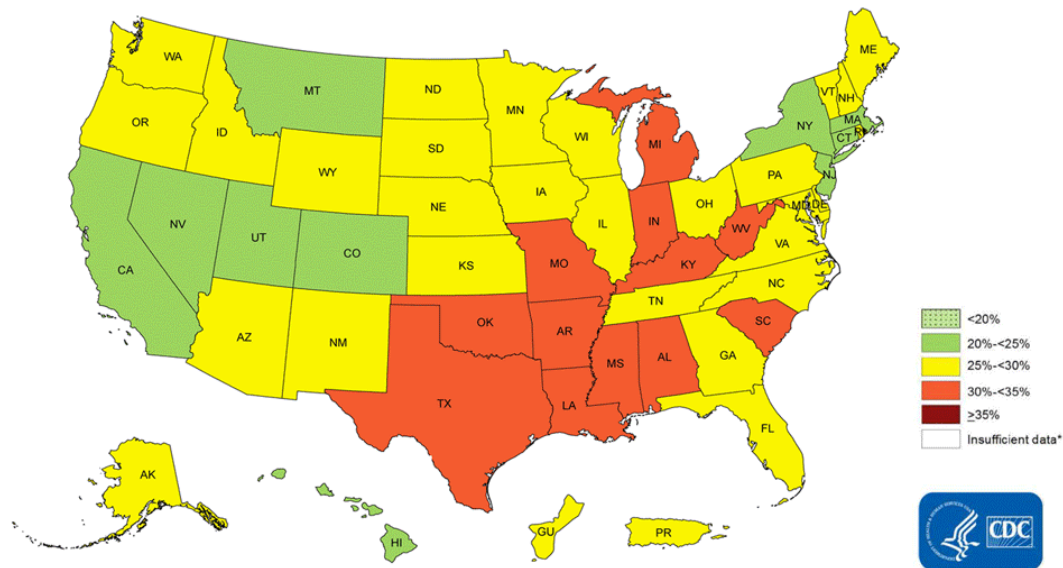 WA
MT
ND
MN
ME
VT
NH
OR
ID
SD
WI
MI
NY
MA
CT
R
WY
IA
PA
NJ
NE
IL
IN
OH
MD
DE
NV
UT
CO
KS
MO
WV
VA
CA
KY
NC
TN
AZ
NM
OK
AR
SC
MS
AL
GA
TX
LA
FL
AK
HI
GU
PR
<20%
20%-<25%
25%-<30%
30%-<35%
≥35%
Insufficient data*
CDC